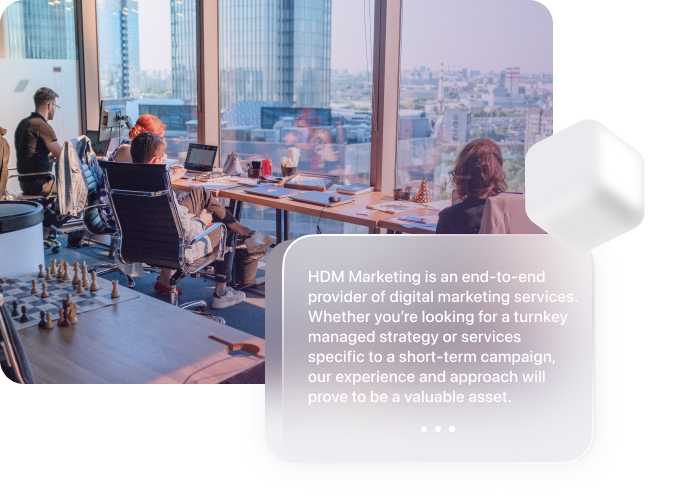 HDM Marketing is an end-to-end
provider of digital marketing services.
Whether you're looking for a turnkey
managed strategy or services
specific to a short-term campaign,
our experience and approach will
prove to be a valuable asset.